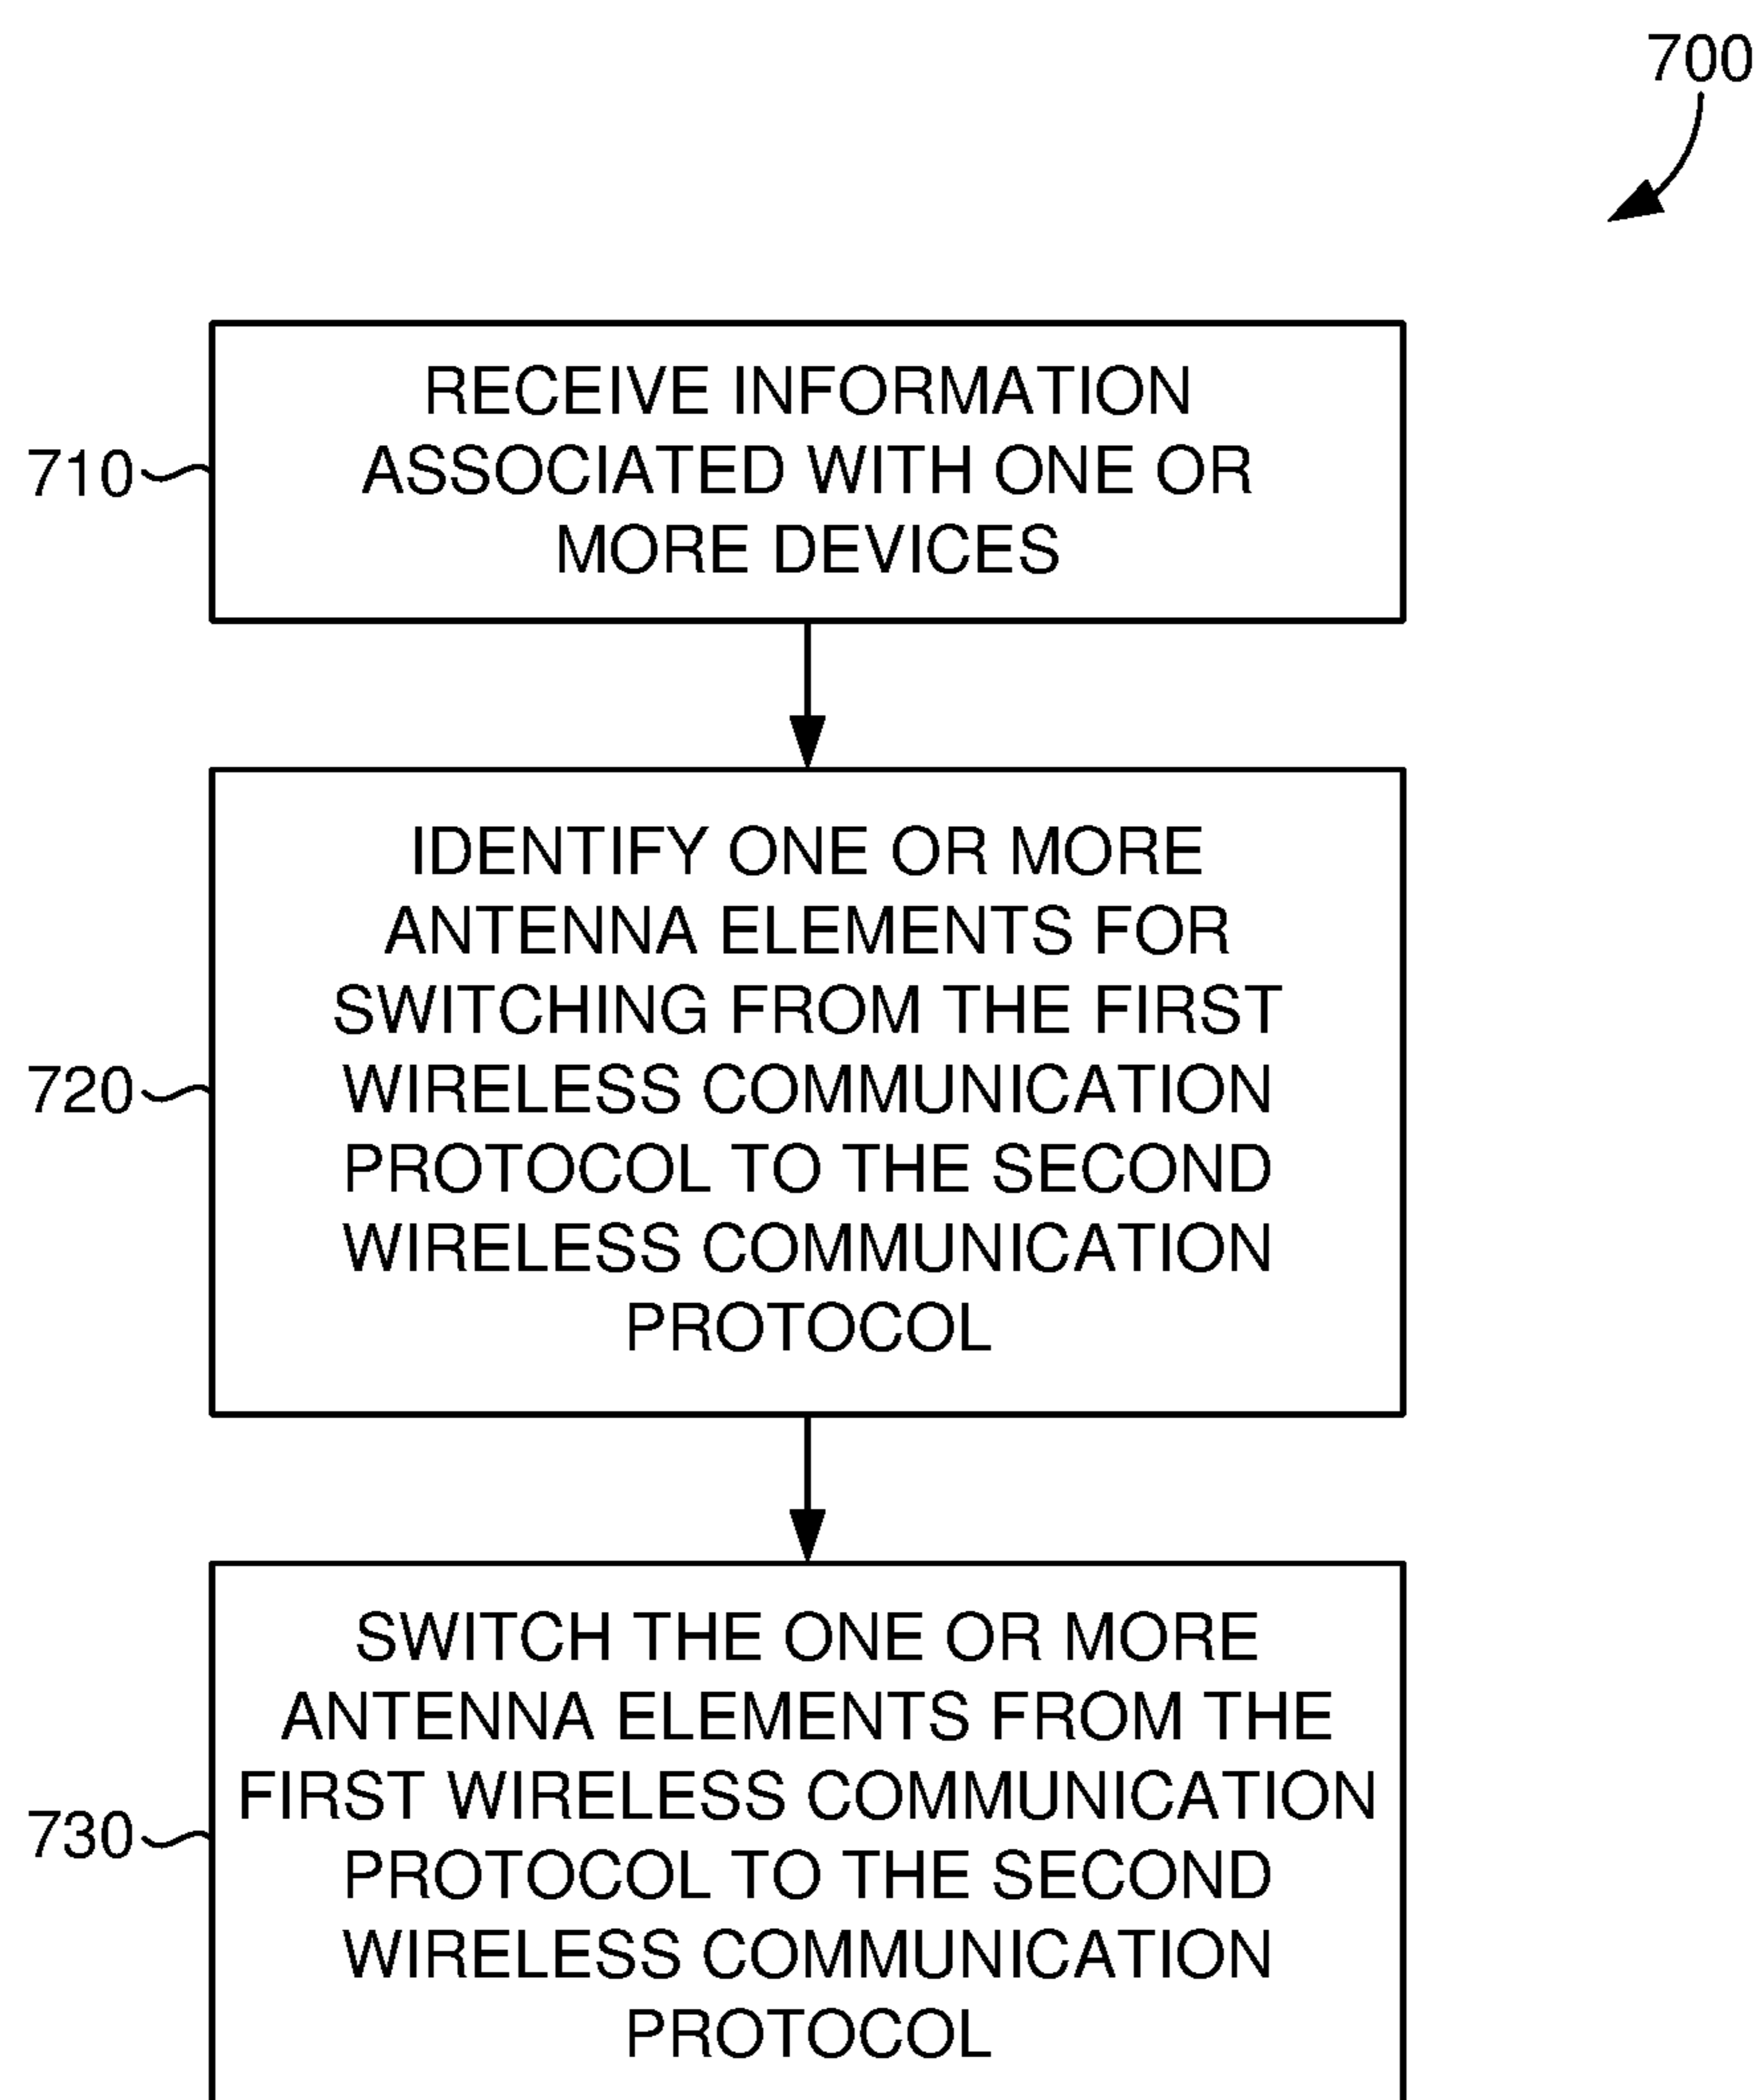 700
RECEIVE INFORMATION
ASSOCIATED WITH ONE OR
MORE DEVICES
710
IDENTIFY ONE OR MORE
ANTENNA ELEMENTS FOR
SWITCHING FROM THE FIRST
WIRELESS COMMUNICATION
PROTOCOL TO THE SECOND
WIRELESS COMMUNICATION
PROTOCOL
720
SWITCH THE ONE OR MORE
ANTENNA ELEMENTS FROM THE
FIRST WIRELESS COMMUNICATION
PROTOCOL TO THE SECOND
WIRELESS COMMUNICATION
PROTOCOL
730